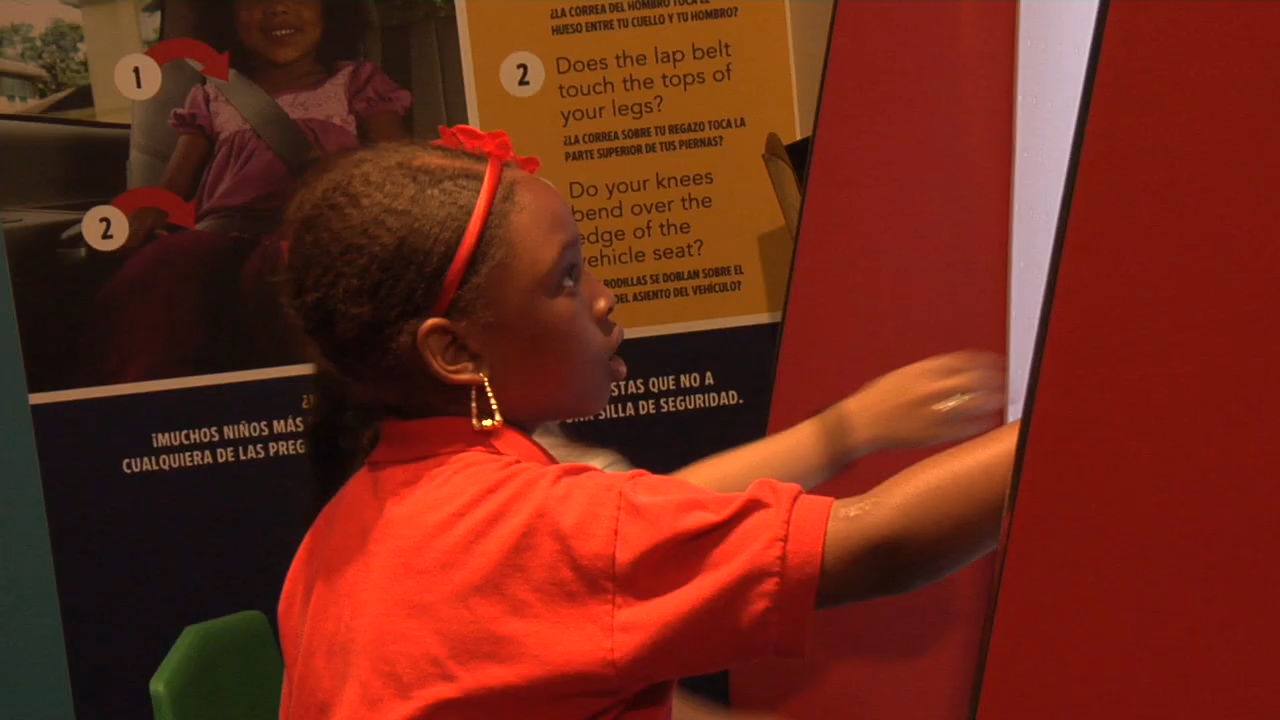 ¿LA CORREA DEL HOMBRO TOCA EL
HUESO ENTRE TU CUELLO Y TU HOMBRO?
1
2
Does the lap belt
touch the tops of
your legs?
¿LA CORREA SOBRE TU REGAZO TOCA LA
PARTE SUPERIOR DE TUS PIERNAS?
2
Do your knees
bend over the
edge of the
vehicle seat?
RODILLAS SE DOBLAN SOBRE EL
DEL ASIENTO DEL VEHÍCULO?
¡MUCHOS NIÑOS MÁS
CUALQUIERA DE LAS PREG
STAS QUE NO A
UNA SILLA DE SEGURIDAD.